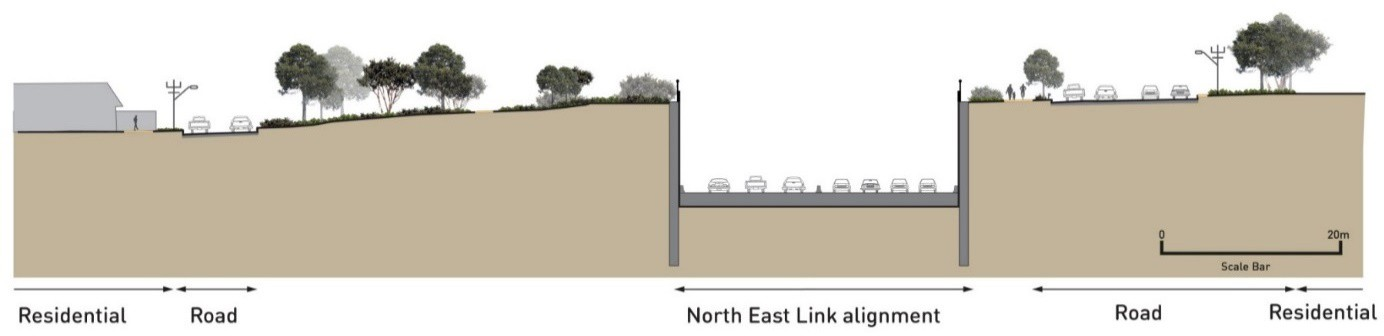 0 20m
Scale Bar
Residential Road North East Link alignment Road Residential